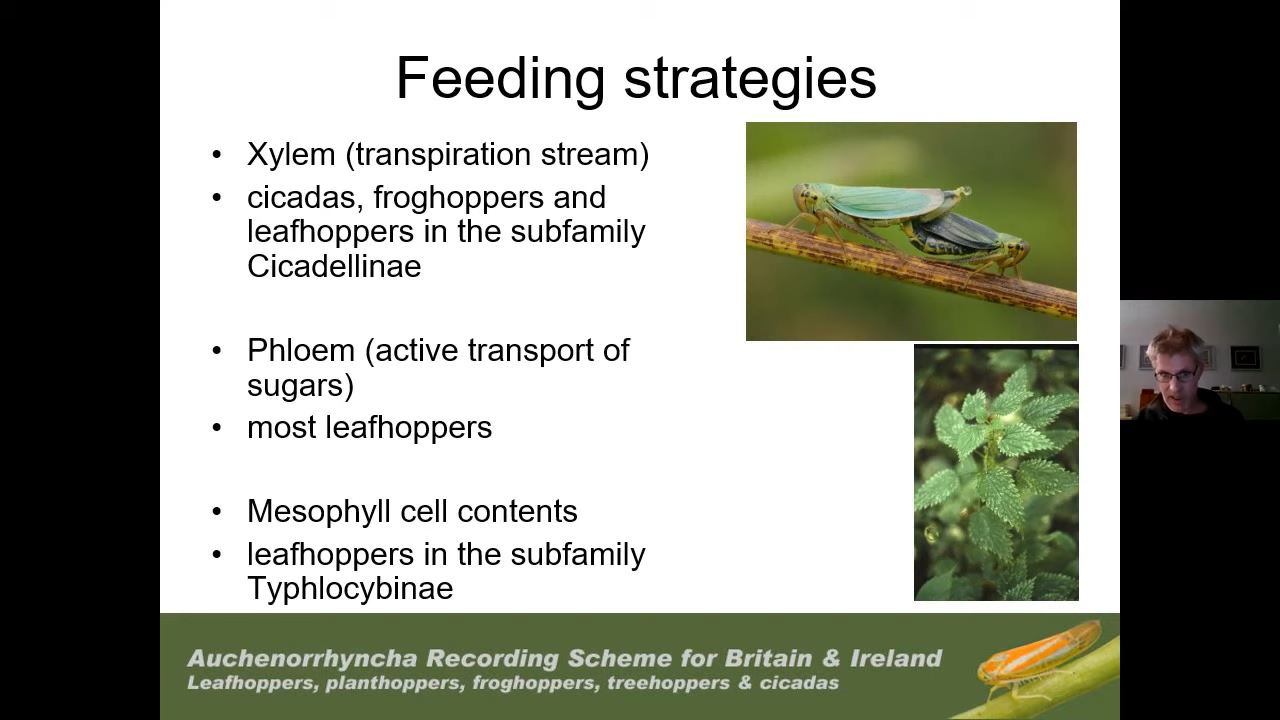 Feeding strategies
• Xylem (transpiration stream)
• cicadas, froghoppers and
leafhoppers in the subfamily
Cicadellinae
• Phloem (active transport of
sugars)
• most leafhoppers
• Mesophyll cell contents
• leafhoppers in the subfamily
Typhlocybinae
Auchenorrhyncha Recording Scheme for Britain & Ireland
Leafhoppers, planthoppers, froghoppers, treehoppers & cicadas